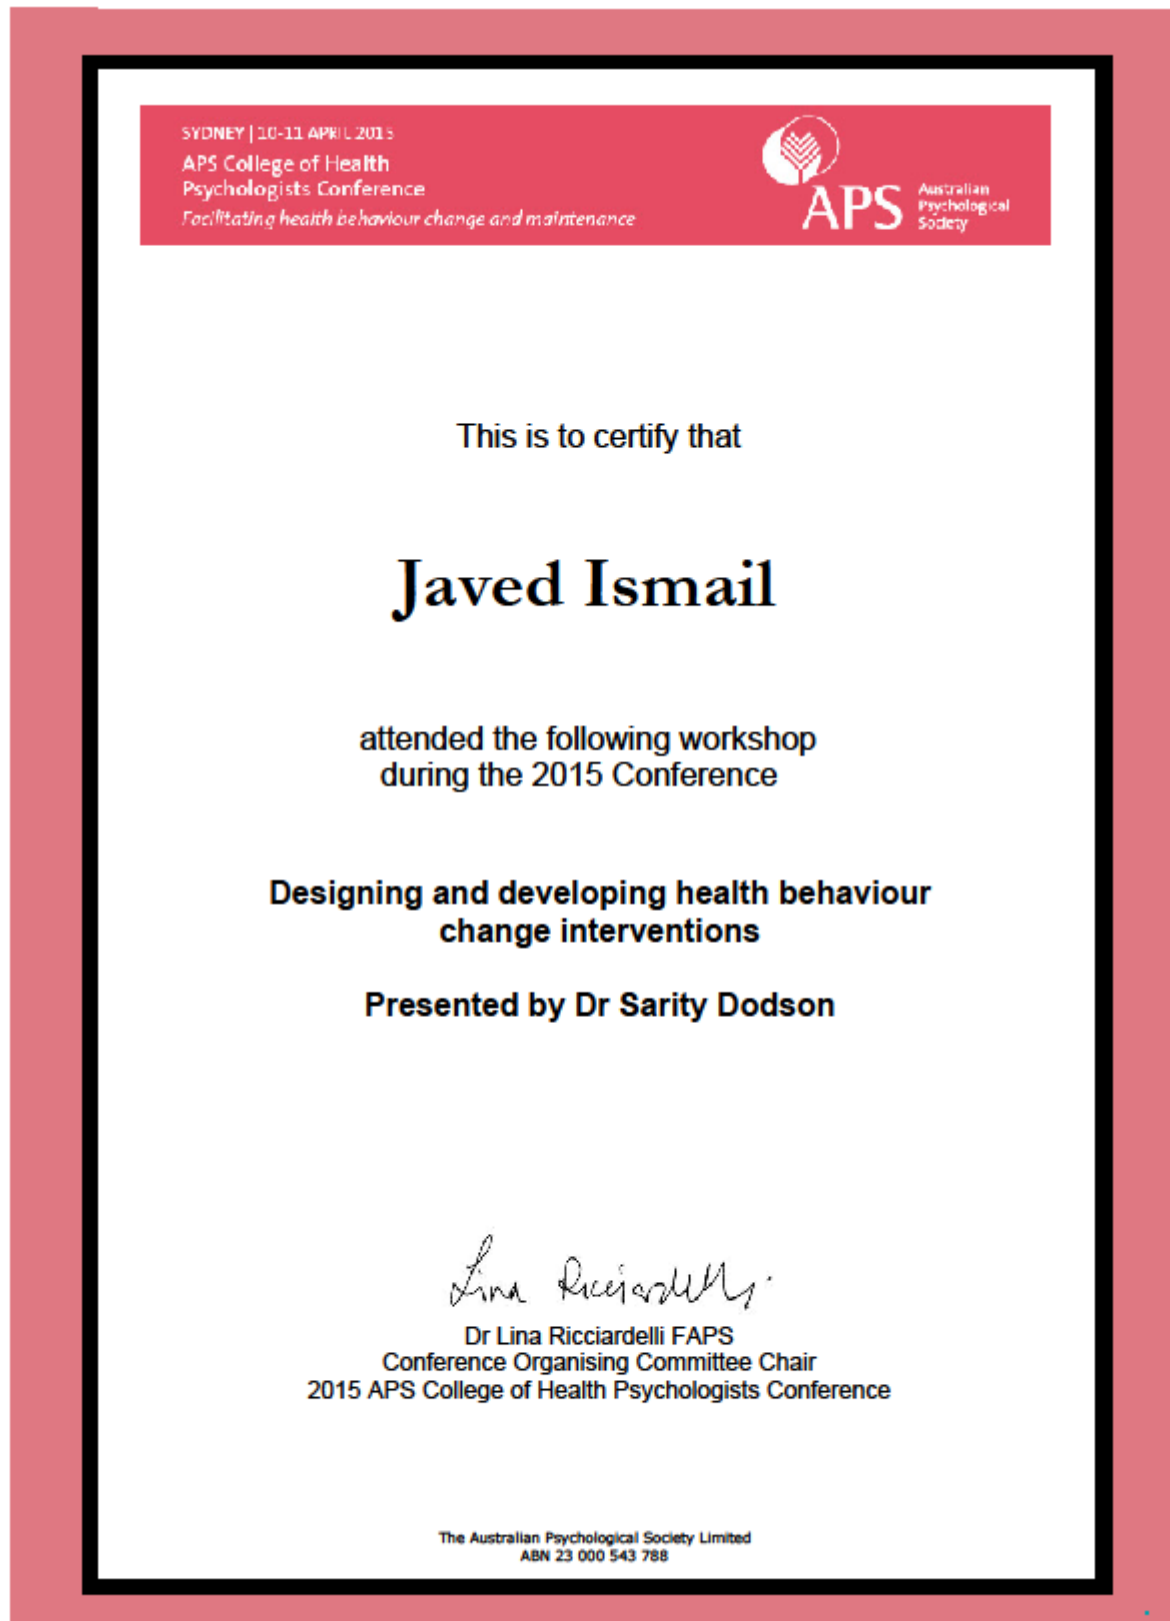 SYDNEY | 10-11 APRIL 2015
APS College of Health
Psychologists Conference
Facilitating health behaviour change and maintenance
APS
Australian
Psychological
Society
This is to certify that
Javed Ismail
attended the following workshop
during the 2015 Conference
Designing and developing health behaviour
change interventions
Presented by Dr Sarity Dodson
Lina Ricciardelli
Dr Lina Ricciardelli FAPS
Conference Organising Committee Chair
2015 APS College of Health Psychologists Conference
The Australian Psychological Society Limited
ABN 23 000 543 788